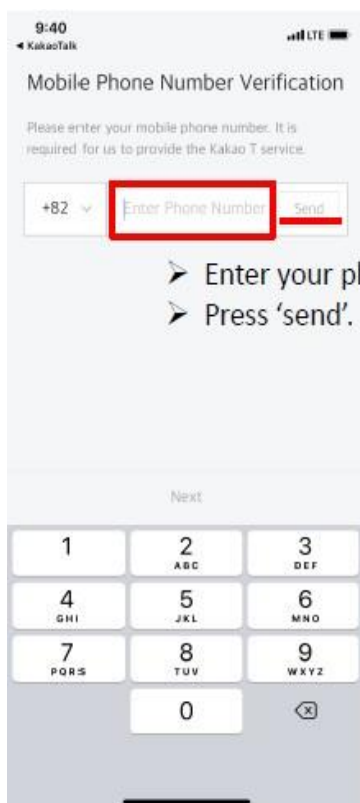 9:40
LTE
◀ KakaoTalk
Mobile Phone Number Verification
Please enter your mobile phone number. It is
required for us to provide the Kakao T service.
+82 Enter Phone Number Send
➢ Enter your pl
➢ Press ‘send’.
Next
1 2 3
ABC DEF
4 5 6
GHI JKL MNO
7 8 9
PQRS TUV WXYZ
0